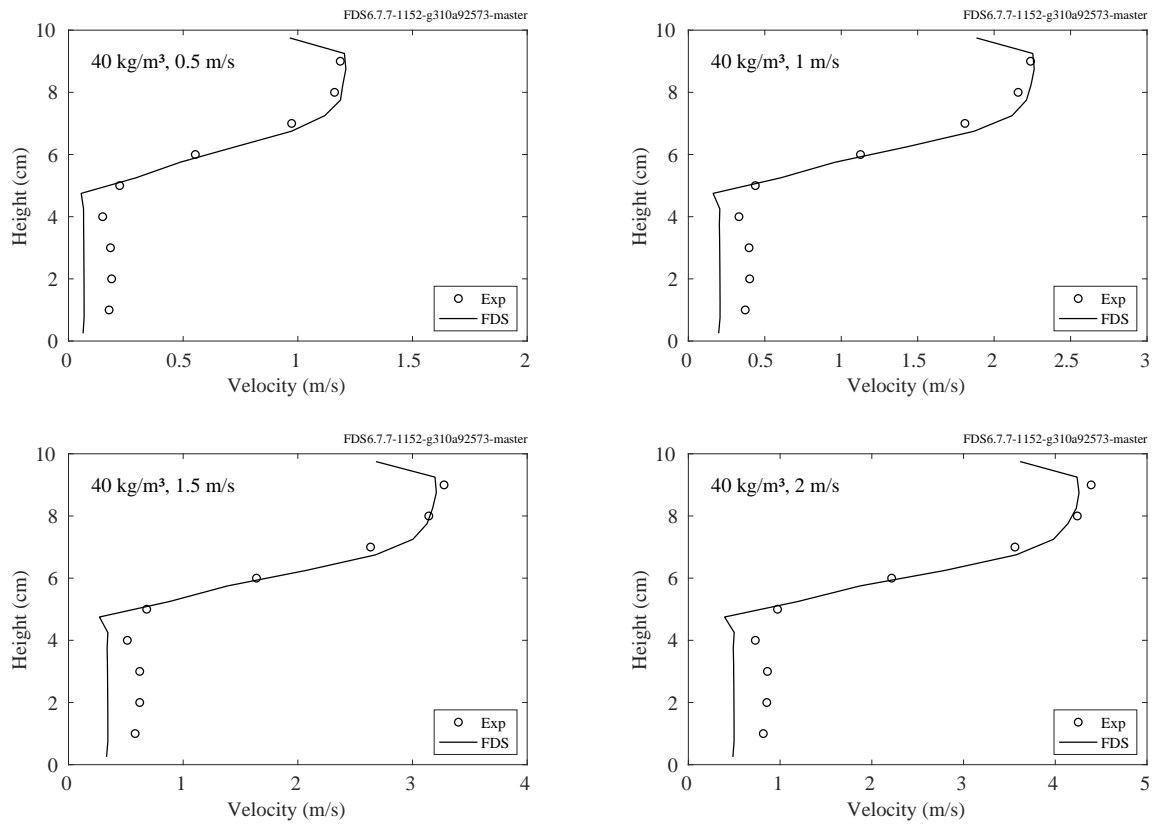 FDS6.7.7-1152-g310a92573-master
40 kg/m³, 0.5 m/s
10
8
6
4
2
0
Height (cm)
Exp
FDS
0 0.5 1 1.5 2
Velocity (m/s)
FDS6.7.7-1152-g310a92573-master
40 kg/m³, 1 m/s
10
8
6
4
2
0
Height (cm)
Exp
FDS
0 0.5 1 1.5 2 2.5 3
Velocity (m/s)
FDS6.7.7-1152-g310a92573-master
40 kg/m³, 1.5 m/s
10
8
6
4
2
0
Height (cm)
Exp
FDS
0 1 2 3 4
Velocity (m/s)
FDS6.7.7-1152-g310a92573-master
40 kg/m³, 2 m/s
10
8
6
4
2
0
Height (cm)
Exp
FDS
0 1 2 3 4 5
Velocity (m/s)